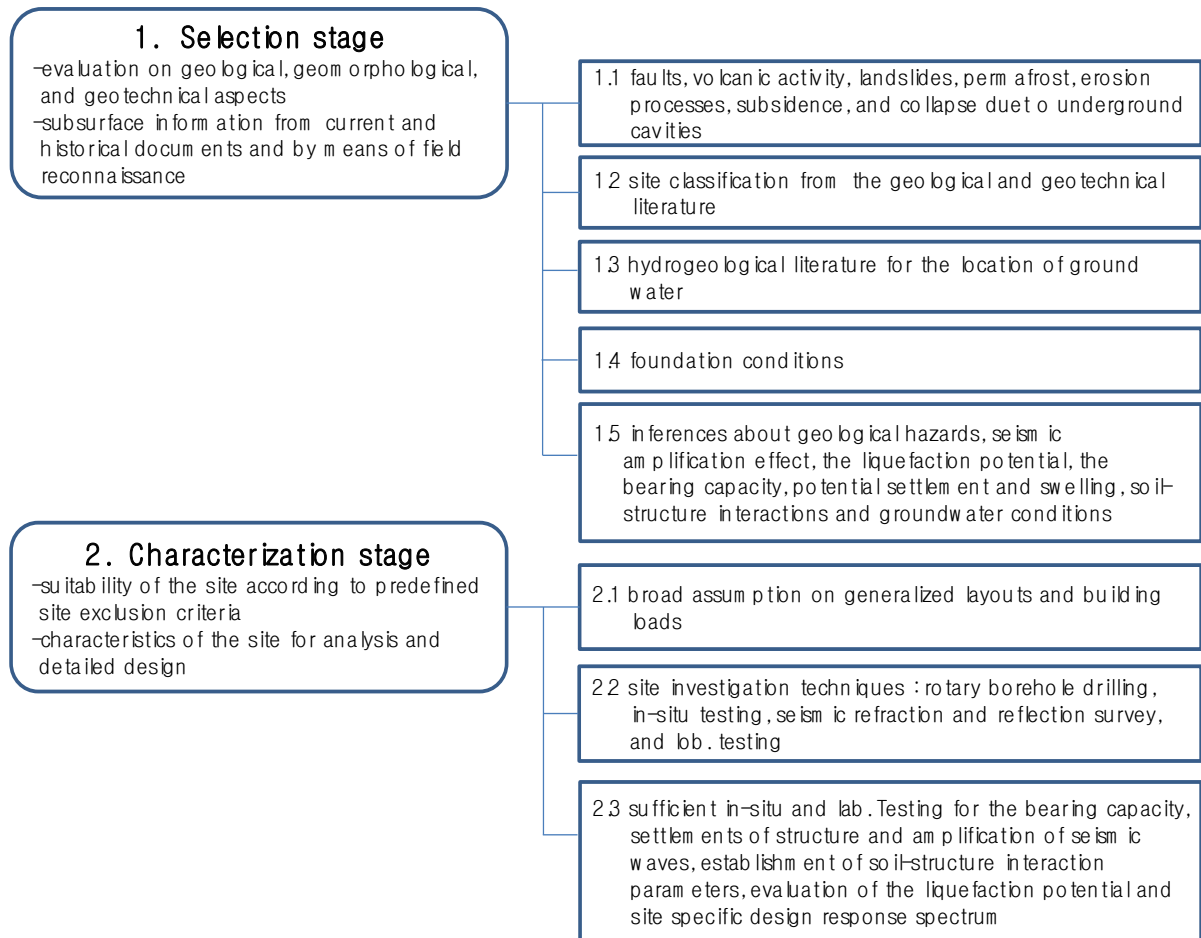 1. Selection stage
-evaluation on geological, geomorphological,
and geotechnical aspects
-subsurface information from current and
historical documents and by means of field
reconnaissance
1.1 faults, volcanic activity, landslides, permafrost, erosion
processes, subsidence, and collapse duet o underground
cavities
1.2 site classification from the geological and geotechnical
literature
1.3 hydrogeological literature for the location of ground
water
1.4 foundation conditions
1.5 inferences about geological hazards, seismic
amplification effect, the liquefaction potential, the
bearing capacity, potential settlement and swelling, soil-
structure interactions and groundwater conditions
2. Characterization stage
-suitability of the site according to predefined
site exclusion criteria
-characteristics of the site for analysis and
detailed design
2.1 broad assumption on generalized layouts and building
loads
2.2 site investigation techniques : rotary borehole drilling,
in-situ testing, seismic refraction and reflection survey,
and lob. testing
2.3 sufficient in-situ and lab. Testing for the bearing capacity,
settlements of structure and amplification of seismic
waves, establishment of soil-structure interaction
parameters, evaluation of the liquefaction potential and
site specific design response spectrum